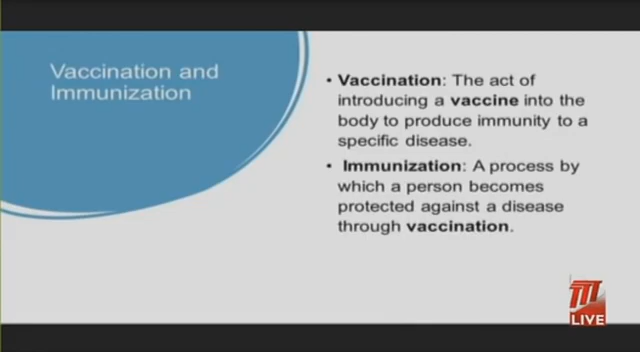 Vaccination and
Immunization
• Vaccination: The act of
introducing a vaccine into the
body to produce immunity to a
specific disease.
• Immunization: A process by
which a person becomes
protected against a disease
through vaccination.
LIVE